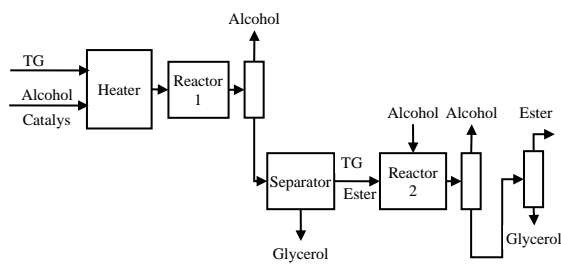 Alcohol
TG
Alcohol
Catalys
Heater
Reactor
1
Alcohol
Alcohol
Ester
Separator
TG
Ester
Reactor
2
Glycerol
Glycerol